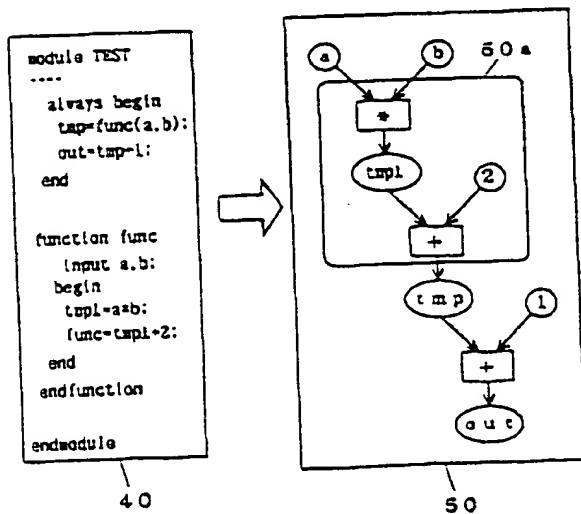 module TEST
----
always begin
tmp=func(a,b);
out=tmp+1;
end
function func
input a,b;
begin
tmp1=a*b;
func=tmp1+2;
end
endfunction
endmodule
40
50a
a
b
*
tmp1
2
+
tmp
1
+
out
50